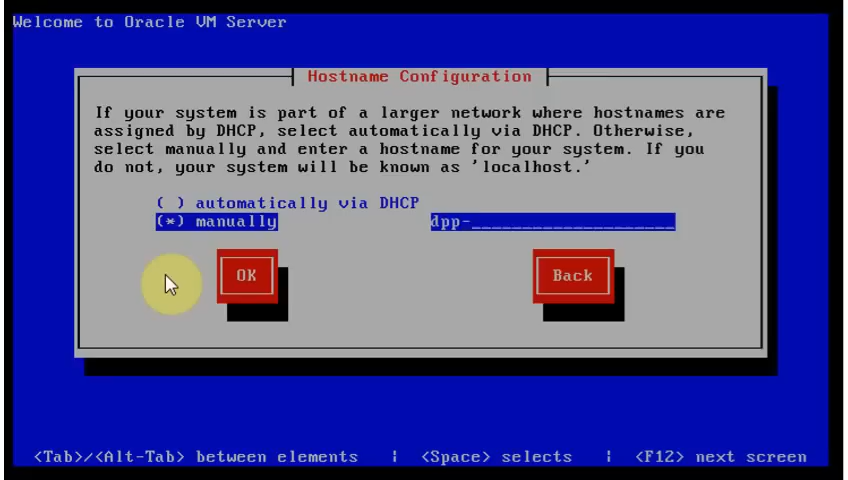 Welcome to Oracle VM Server
Hostname Configuration
If your system is part of a larger network where hostnames are
assigned by DHCP, select automatically via DHCP. Otherwise,
select manually and enter a hostname for your system. If you
do not, your system will be known as 'localhost.'
( ) automatically via DHCP
(*) manually dpp-_____________________
OK Back
<Tab>/<Alt-Tab> between elements | <Space> selects | <F12> next screen